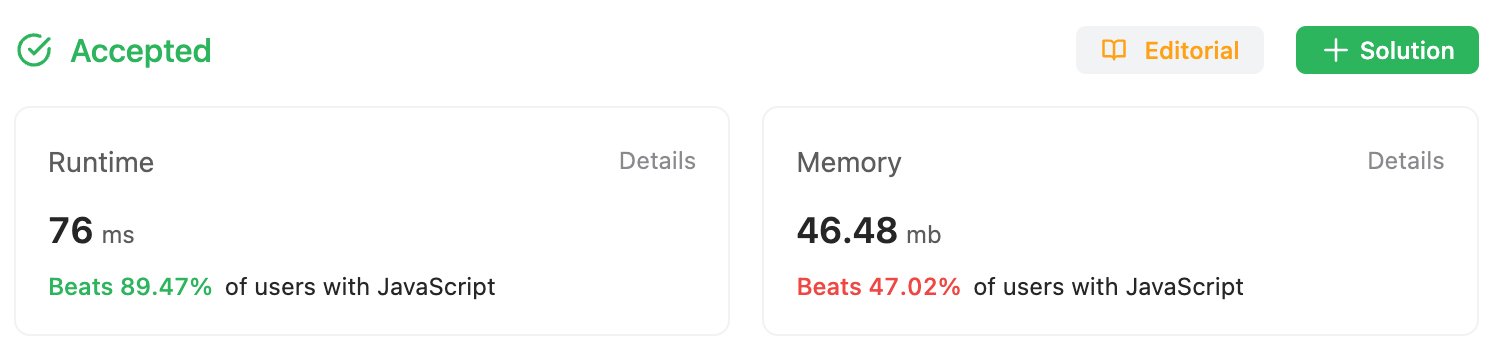 Accepted
Editorial
+ Solution
Runtime
Details
76 ms
Beats 89.47% of users with JavaScript
Memory
Details
46.48 mb
Beats 47.02% of users with JavaScript